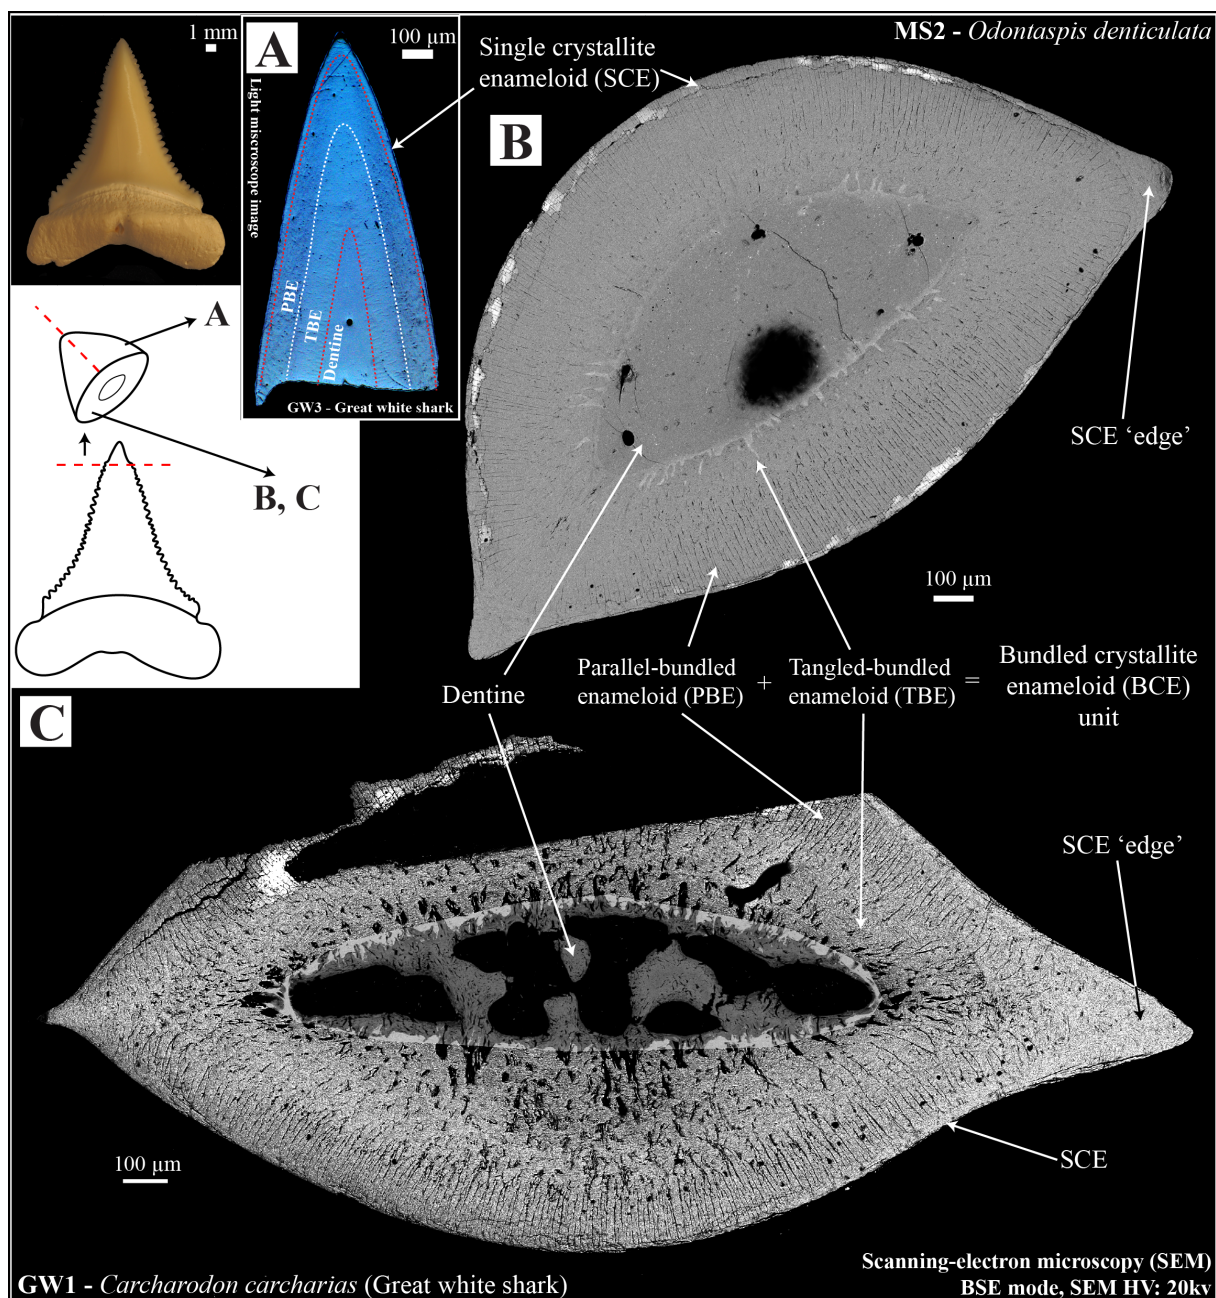 1 mm
A
100 µm
Light miscroscope image
PBE
TBE
Dentine
GW3 - Great white shark
Single crystallite
enameloid (SCE)
MS2 - Odontaspis denticulata
B
SCE ‘edge’
100 µm
A
B, C
Dentine
Parallel-bundled
enameloid (PBE)
+
Tangled-bundled
enameloid (TBE)
=
Bundled crystallite
enameloid (BCE)
unit
C
SCE ‘edge’
SCE
100 µm
GW1 - Carcharodon carcharias (Great white shark)
Scanning-electron microscopy (SEM)
BSE mode, SEM HV: 20kv